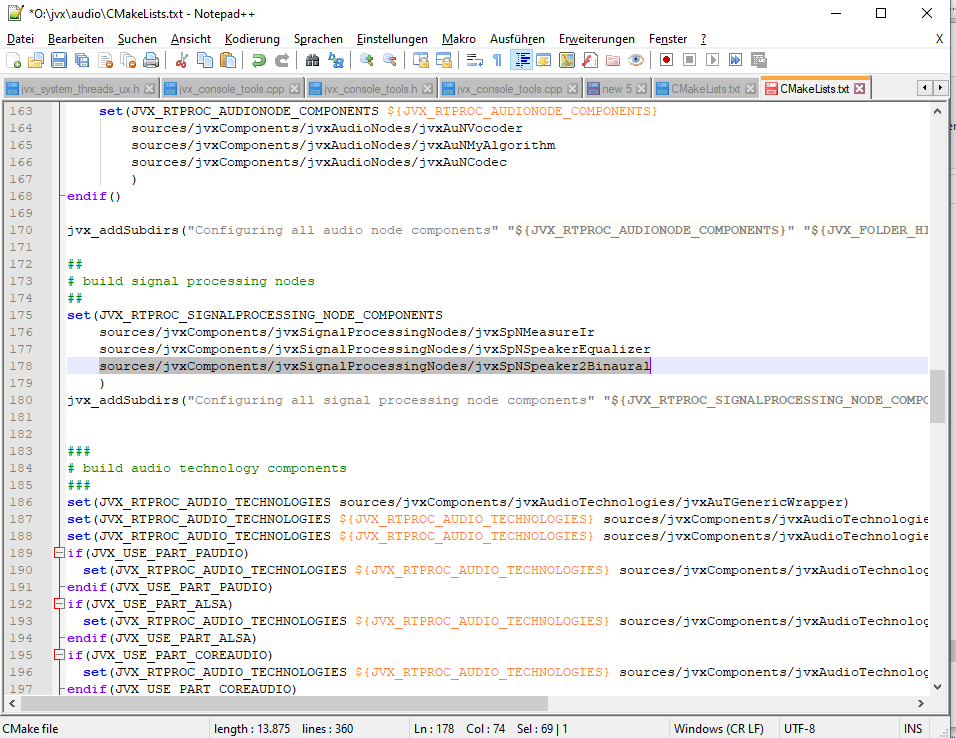 *O:\jvx\audio\CMakeLists.txt - Notepad++
Datei Bearbeiten Suchen Ansicht Kodierung Sprachen Einstellungen Makro Ausführen Erweiterungen Fenster ? X
jvx_system_threads_ux.h jvx_console_tools.cpp jvx_console_tools.h jvx_console_tools.cpp new 5 CMakeLists.txt CMakeLists.txt
163 set(JVX_RTPROC_AUDIONODE_COMPONENTS ${JVX_RTPROC_AUDIONODE_COMPONENTS}
164 sources/jvxComponents/jvxAudioNodes/jvxAuNVocoder
165 sources/jvxComponents/jvxAudioNodes/jvxAuNMyAlgorithm
166 sources/jvxComponents/jvxAudioNodes/jvxAuNCodec
167 )
168 endif()
169
170 jvx_addSubdirs("Configuring all audio node components" "${JVX_RTPROC_AUDIONODE_COMPONENTS}" "${JVX_FOLDER_HI
171
172 ##
173 # build signal processing nodes
174 ##
175 set(JVX_RTPROC_SIGNALPROCESSING_NODE_COMPONENTS
176 sources/jvxComponents/jvxSignalProcessingNodes/jvxSpNMeasureIr
177 sources/jvxComponents/jvxSignalProcessingNodes/jvxSpNSpeakerEqualizer
178 sources/jvxComponents/jvxSignalProcessingNodes/jvxSpNSpeaker2Binaural
179 )
180 jvx_addSubdirs("Configuring all signal processing node components" "${JVX_RTPROC_SIGNALPROCESSING_NODE_COMPO
181
182
183 ###
184 # build audio technology components
185 ###
186 set(JVX_RTPROC_AUDIO_TECHNOLOGIES sources/jvxComponents/jvxAudioTechnologies/jvxAuTGenericWrapper)
187 set(JVX_RTPROC_AUDIO_TECHNOLOGIES ${JVX_RTPROC_AUDIO_TECHNOLOGIES} sources/jvxComponents/jvxAudioTechnologie
188 set(JVX_RTPROC_AUDIO_TECHNOLOGIES ${JVX_RTPROC_AUDIO_TECHNOLOGIES} sources/jvxComponents/jvxAudioTechnologie
189 if(JVX_USE_PART_PAUDIO)
190 set(JVX_RTPROC_AUDIO_TECHNOLOGIES ${JVX_RTPROC_AUDIO_TECHNOLOGIES} sources/jvxComponents/jvxAudioTechnolog
191 endif(JVX_USE_PART_PAUDIO)
192 if(JVX_USE_PART_ALSA)
193 set(JVX_RTPROC_AUDIO_TECHNOLOGIES ${JVX_RTPROC_AUDIO_TECHNOLOGIES} sources/jvxComponents/jvxAudioTechnolog
194 endif(JVX_USE_PART_ALSA)
195 if(JVX_USE_PART_COREAUDIO)
196 set(JVX_RTPROC_AUDIO_TECHNOLOGIES ${JVX_RTPROC_AUDIO_TECHNOLOGIES} sources/jvxComponents/jvxAudioTechnolog
197 endif(JVX_USE_PART_COREAUDIO)
CMake file length : 13.875 lines : 360 Ln : 178 Col : 74 Sel : 69 | 1 Windows (CR LF) UTF-8 INS